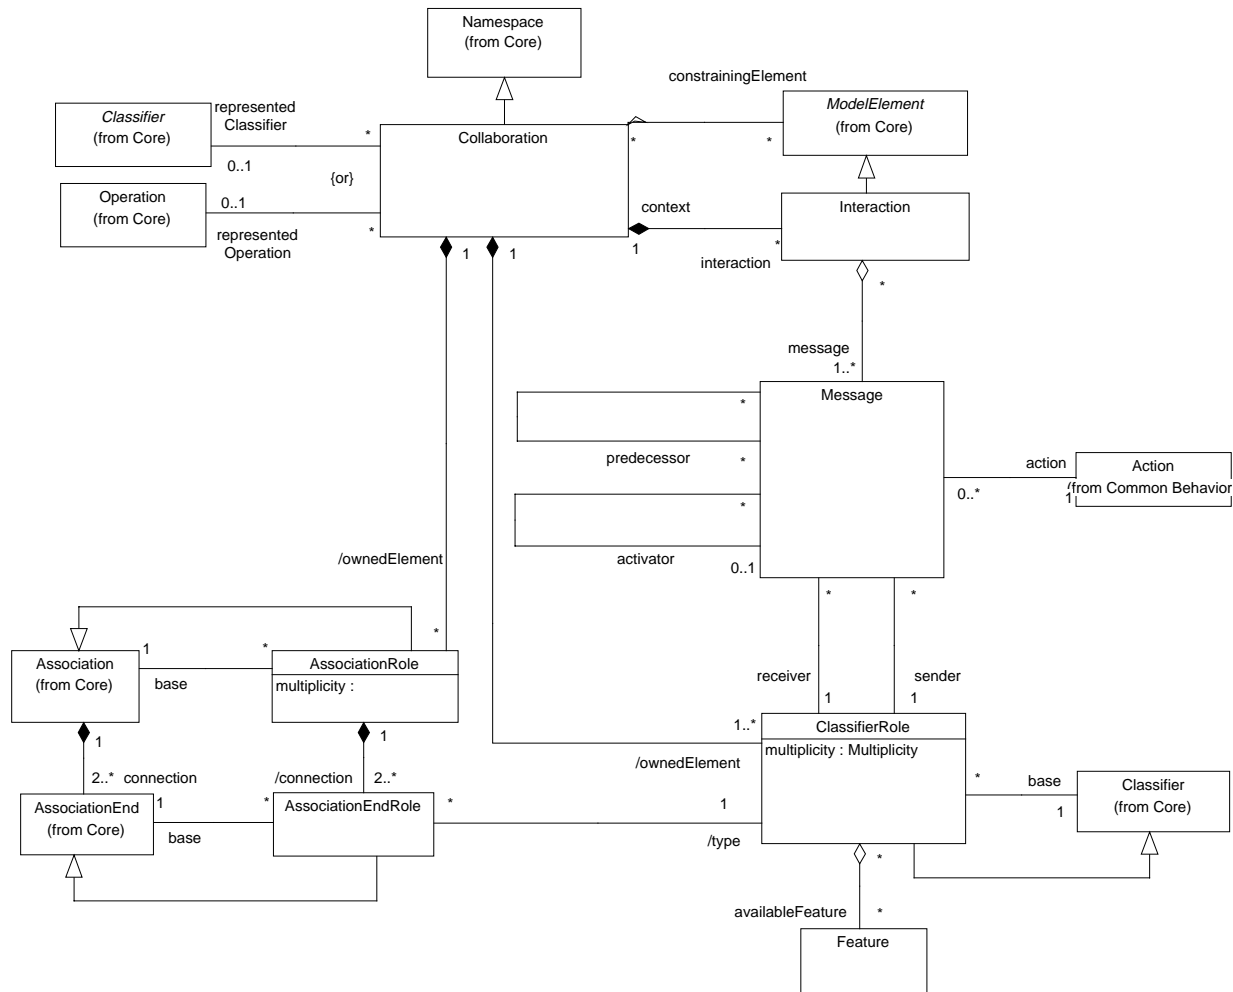 Namespace
(from Core)
constrainingElement
Classifier
(from Core)
represented
Classifier
*
0..1
Collaboration
*
*
ModelElement
(from Core)
{or}
Operation
(from Core)
0..1
represented
Operation
*
context
1
interaction
*
Interaction
1
1
*
message
1..*
Message
*
predecessor
*
*
activator
0..1
action
0..*
1
Action
(from Common Behavior
/ownedElement
*
*
*
Association
(from Core)
1
base
*
AssociationRole
multiplicity :
receiver
1
sender
1
1
2..*
connection
1
/connection
2..*
1..*
/ownedElement
ClassifierRole
multiplicity : Multiplicity
*
base
1
Classifier
(from Core)
AssociationEnd
(from Core)
1
base
*
AssociationEndRole
*
1
/type
*
availableFeature
*
Feature